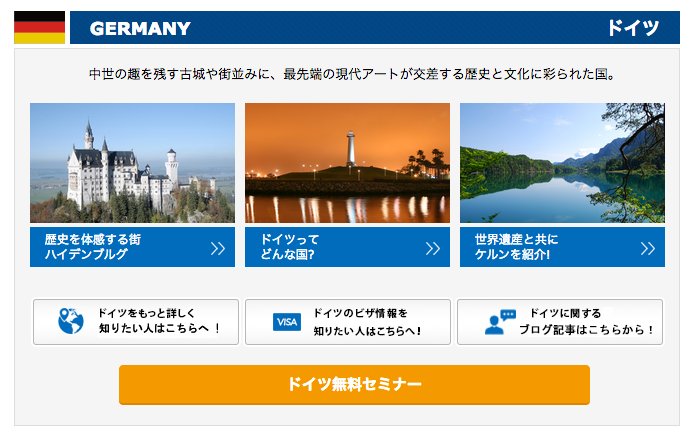 GERMANY
ドイツ
中世の趣を残す古城や街並みに、最先端の現代アートが交差する歴史と文化に彩られた国。
歴史を体感する街
ハイデンブルグ
ドイツって
どんな国?
世界遺産と共に
ケルンを紹介!
ドイツをもっと詳しく
知りたい人はこちらへ！
VISA
ドイツのビザ情報を
知りたい人はこちらへ!
ドイツに関する
ブログ記事はこちらから！
ドイツ無料セミナー